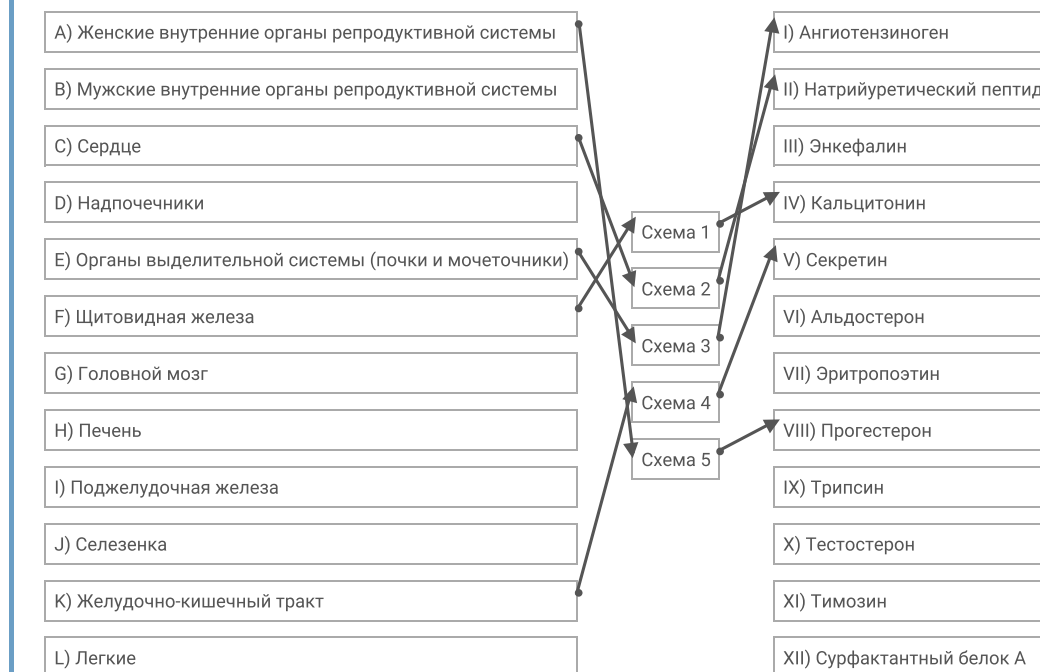 A) Женские внутренние органы репродуктивной системы
B) Мужские внутренние органы репродуктивной системы
C) Сердце
D) Надпочечники
E) Органы выделительной системы (почки и мочеточники)
F) Щитовидная железа
G) Головной мозг
H) Печень
I) Поджелудочная железа
J) Селезенка
K) Желудочно-кишечный тракт
L) Легкие
Схема 1
Схема 2
Схема 3
Схема 4
Схема 5
I) Ангиотензиноген
II) Натрийуретический пептид
III) Энкефалин
IV) Кальцитонин
V) Секретин
VI) Альдостерон
VII) Эритропоэтин
VIII) Прогестерон
IX) Трипсин
X) Тестостерон
XI) Тимозин
XII) Сурфактантный белок А